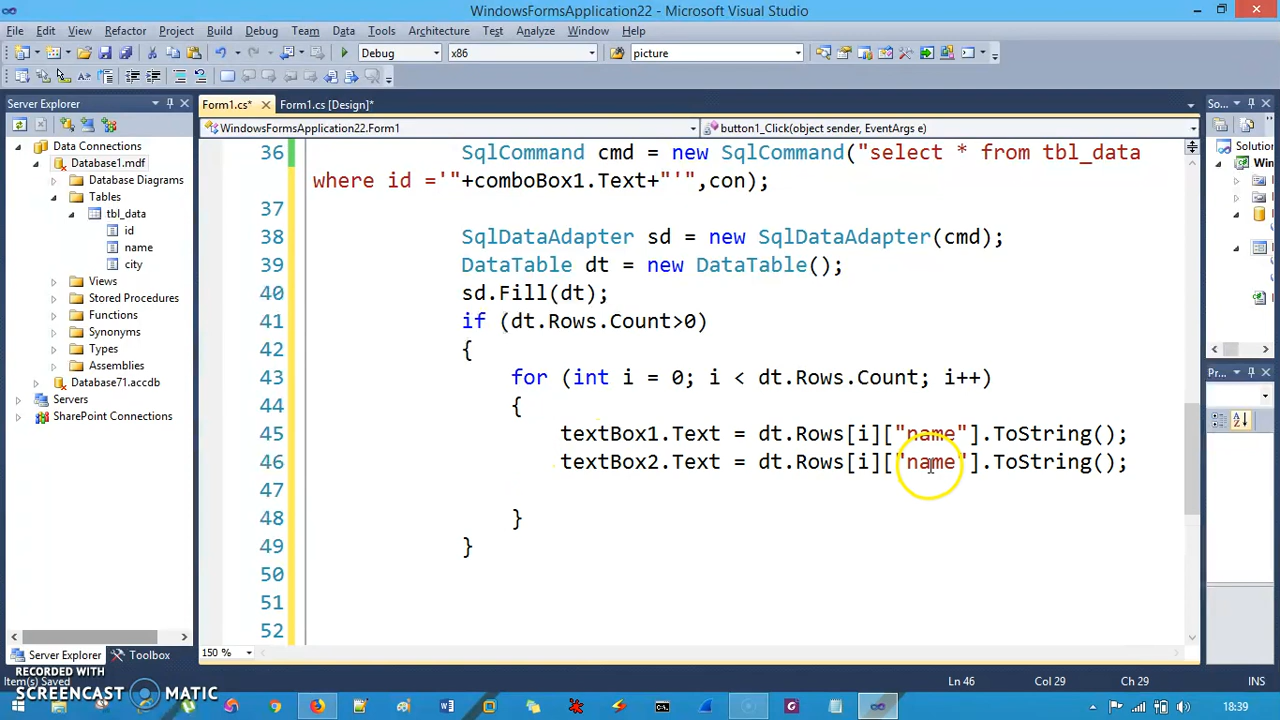 WindowsFormsApplication22 - Microsoft Visual Studio
File Edit View Refactor Project Build Debug Team Data Tools Architecture Test Analyze Window Help
Debug x86 picture
Server Explorer
Form1.cs* Form1.cs [Design]* So...
WindowsFormsApplication22.Form1 button1_Click(object sender, EventArgs e)
Data Connections
Database1.mdf
Database Diagrams
Tables
tbl_data
id
name
city
Views
Stored Procedures
Functions
Synonyms
Types
Assemblies
Database71.accdb
Servers
SharePoint Connections
36 SqlCommand cmd = new SqlCommand("select * from tbl_data
where id ='"+comboBox1.Text+"'",con);
37
38 SqlDataAdapter sd = new SqlDataAdapter(cmd);
39 DataTable dt = new DataTable();
40 sd.Fill(dt);
41 if (dt.Rows.Count>0)
42 {
43 for (int i = 0; i < dt.Rows.Count; i++)
44 {
45 textBox1.Text = dt.Rows[i]["name"].ToString();
46 textBox2.Text = dt.Rows[i]["name"].ToString();
47
48 }
49 }
50
51
52
Solution
Win
Pr...
150 %
Server Explorer Toolbox
Item(s) Saved Ln 46 Col 29 Ch 29 INS
RECORDED WITH
SCREENCAST MATIC
18:39